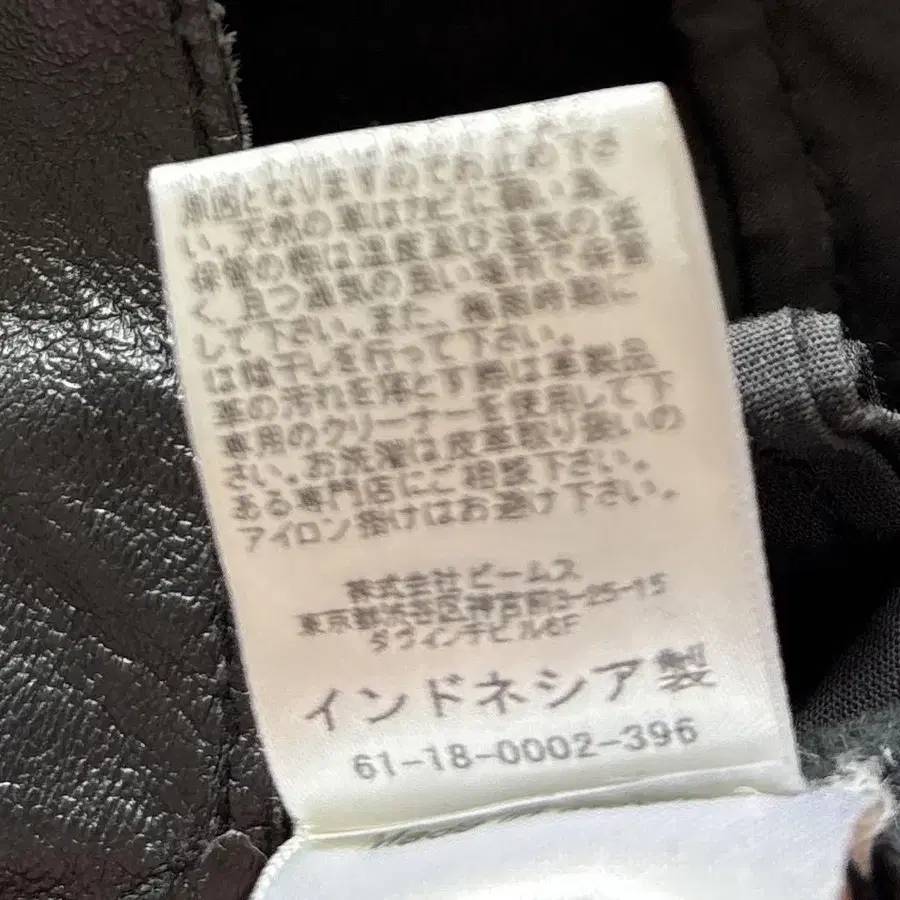 原因となりますのでお止め下さ
い。天然の革はカビに弱い為、
保管の際は温度及び湿気の低
く、且つ通気の良い場所で保管
して下さい。また、梅雨時期に
は陰干しを行って下さい。
革の汚れを落とす際は革製品
専用のクリーナーを使用して下
さい。お洗濯は皮革取り扱いの
ある専門店にご相談下さい。
アイロン掛けはお避け下さい。
株式会社 ビームス
東京都渋谷区神宮前3-25-15
ダヴィンチビル6F
インドネシア製
61-18-0002-396